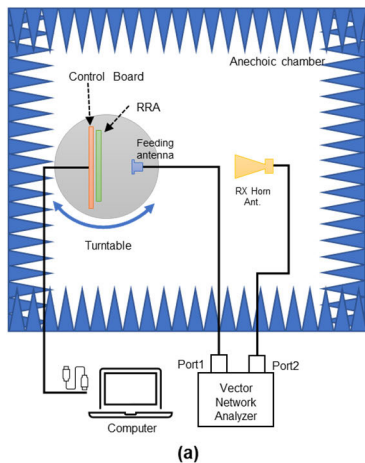 Anechoic chamber
Control Board
RRA
Feeding
antenna
RX Horn
Ant.
Turntable
Port1
Port2
Vector
Network
Analyzer
Computer
(a)